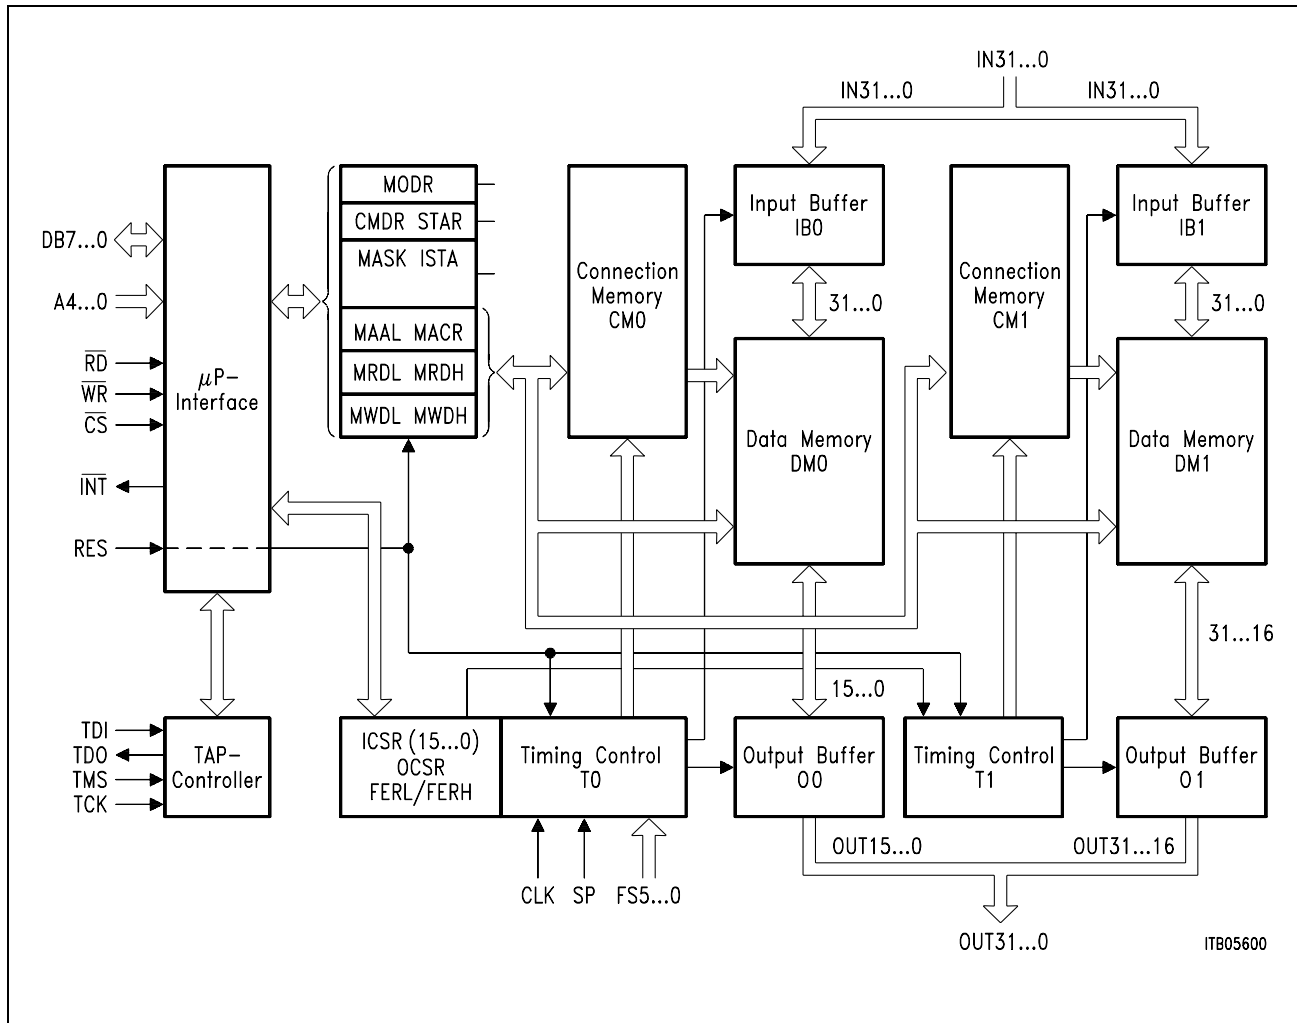 IN31...0
IN31...0
IN31...0
MODR
CMDR STAR
MASK ISTA
MAAL MACR
MRDL MRDH
MWDL MWDH
DB7...0
A4...0
R̅D̅
W̅R̅
C̅S̅
I̅N̅T̅
RES
μP-
Interface
Connection
Memory
CM0
Input Buffer
IB0
31...0
Data Memory
DM0
Connection
Memory
CM1
Input Buffer
IB1
31...0
Data Memory
DM1
31...16
15...0
TDI
TDO
TMS
TCK
TAP-
Controller
ICSR (15...0)
OCSR
FERL/FERH
Timing Control
T0
Output Buffer
O0
Timing Control
T1
Output Buffer
O1
CLK
SP
FS5...0
OUT15...0
OUT31...16
OUT31...0
ITB05600